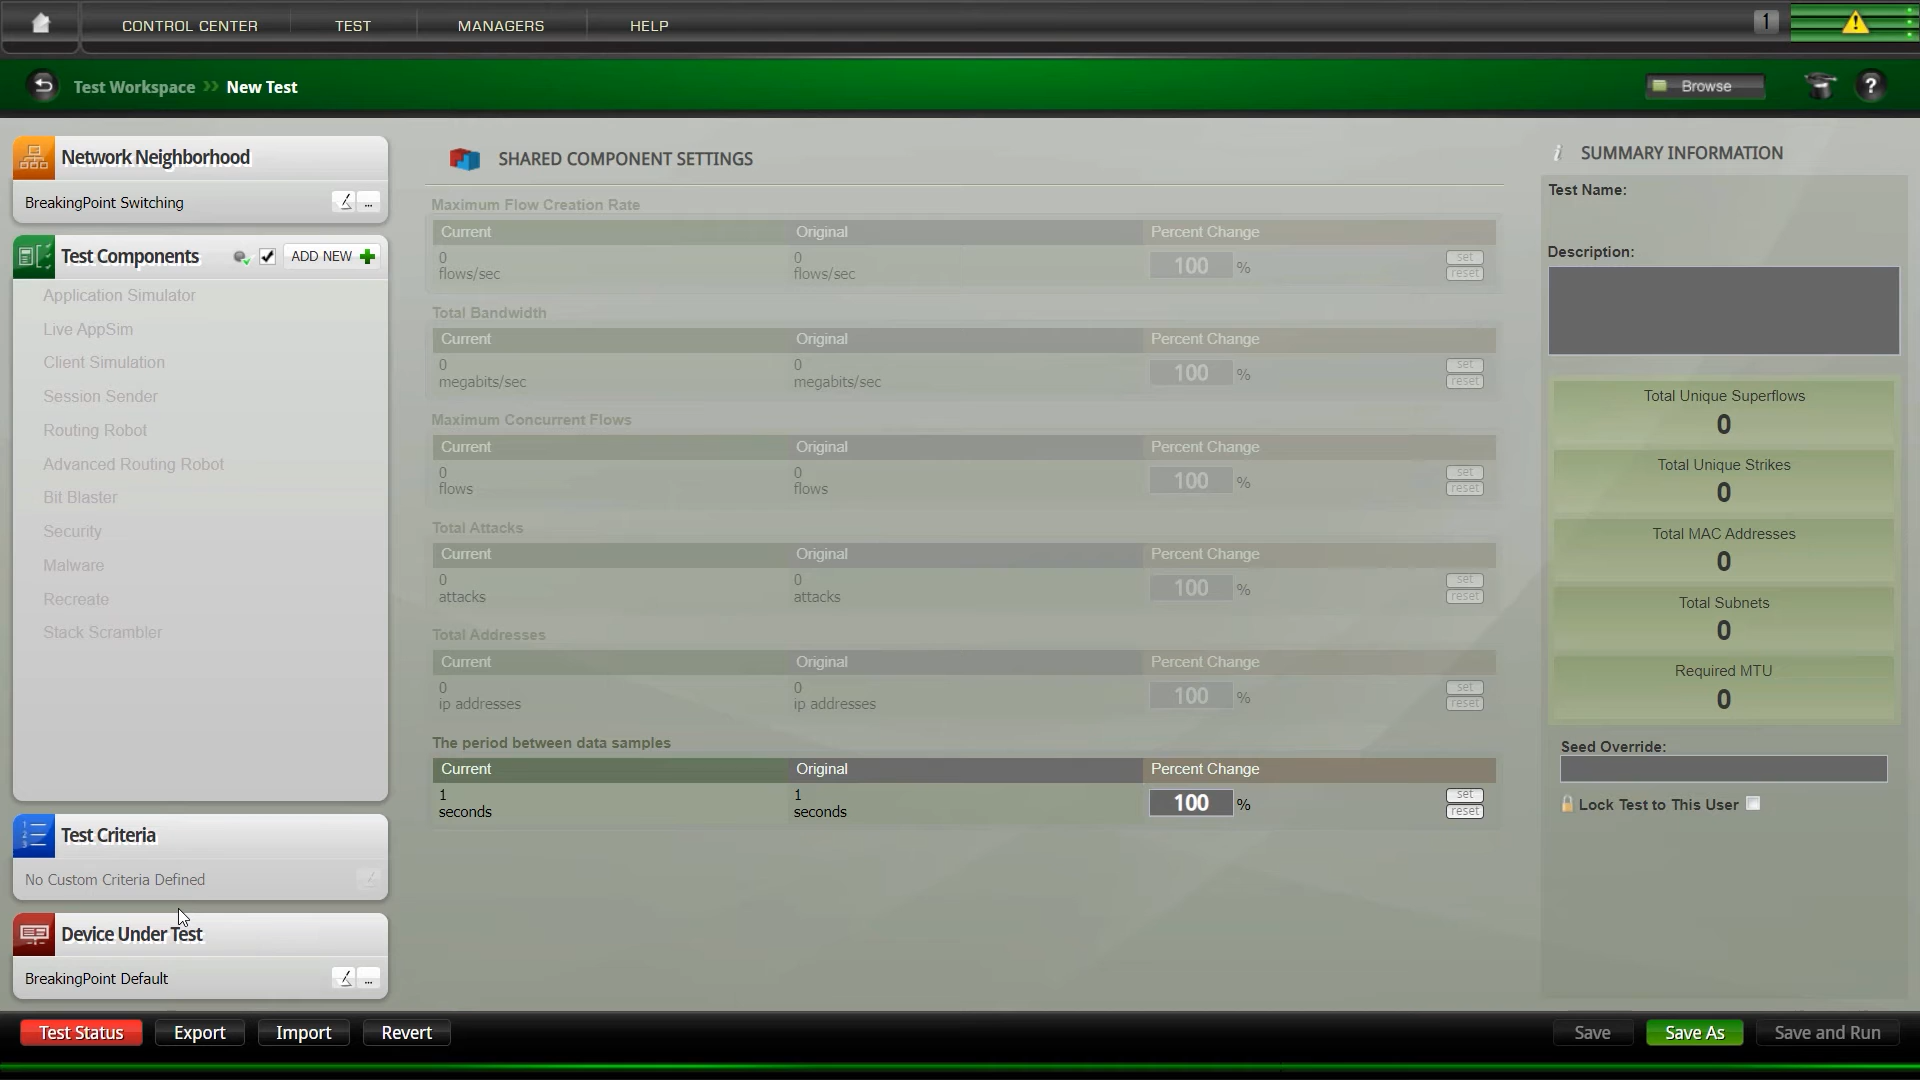 CONTROL CENTER
TEST
MANAGERS
HELP
1
Test Workspace >> New Test
Browse
?
Network Neighborhood
BreakingPoint Switching
...
Test Components
ADD NEW
Application Simulator
Live AppSim
Client Simulation
Session Sender
Routing Robot
Advanced Routing Robot
Bit Blaster
Security
Malware
Recreate
Stack Scrambler
1
2
3
Test Criteria
No Custom Criteria Defined
Device Under Test
BreakingPoint Default
...
SHARED COMPONENT SETTINGS
Maximum Flow Creation Rate
Current Original Percent Change
0 0 100 % set
flows/sec flows/sec reset
Total Bandwidth
Current Original Percent Change
0 0 100 % set
megabits/sec megabits/sec reset
Maximum Concurrent Flows
Current Original Percent Change
0 0 100 % set
flows flows reset
Total Attacks
Current Original Percent Change
0 0 100 % set
attacks attacks reset
Total Addresses
Current Original Percent Change
0 0 100 % set
ip addresses ip addresses reset
The period between data samples
Current Original Percent Change
1 1 100 % set
seconds seconds reset
i SUMMARY INFORMATION
Test Name:
Description:
Total Unique Superflows
0
Total Unique Strikes
0
Total MAC Addresses
0
Total Subnets
0
Required MTU
0
Seed Override:
Lock Test to This User
Test Status
Export
Import
Revert
Save
Save As
Save and Run